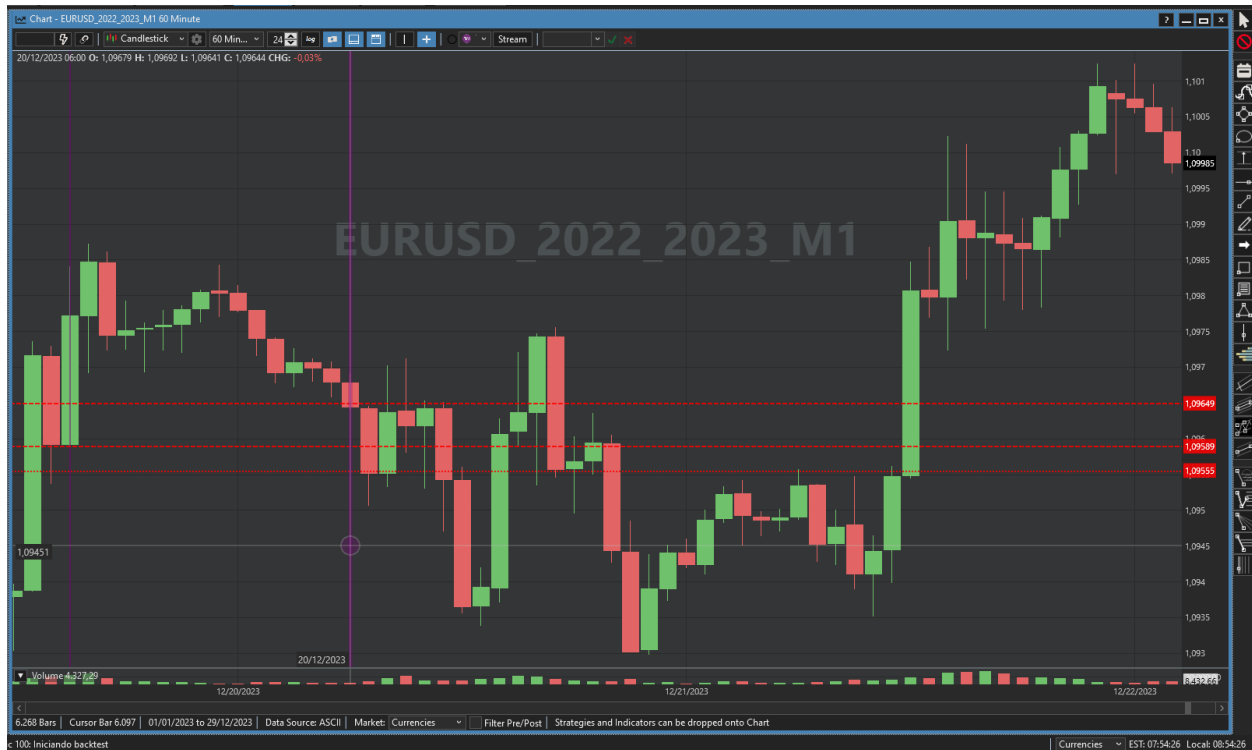 Chart - EURUSD_2022_2023_M1 60 Minute
Candlestick 60 Min... 24 log Stream
20/12/2023 06:00 O: 1,09679 H: 1,09692 L: 1,09641 C: 1,09644 CHG: -0,03%
EURUSD_2022_2023_M1
1,101
1,1005
1,10
1,09985
1,0995
1,099
1,0985
1,098
1,0975
1,097
1,09649
1,096
1,09589
1,09555
1,095
1,09451
1,0945
1,094
1,0935
1,093
20/12/2023
Volume 4.327,29
8.432,66
12/20/2023 12/21/2023 12/22/2023
6.268 Bars | Cursor Bar 6.097 | 01/01/2023 to 29/12/2023 | Data Source: ASCII | Market: Currencies Filter Pre/Post | Strategies and Indicators can be dropped onto Chart
c 100: Iniciando backtest Currencies EST: 07:54:26 Local: 08:54:26